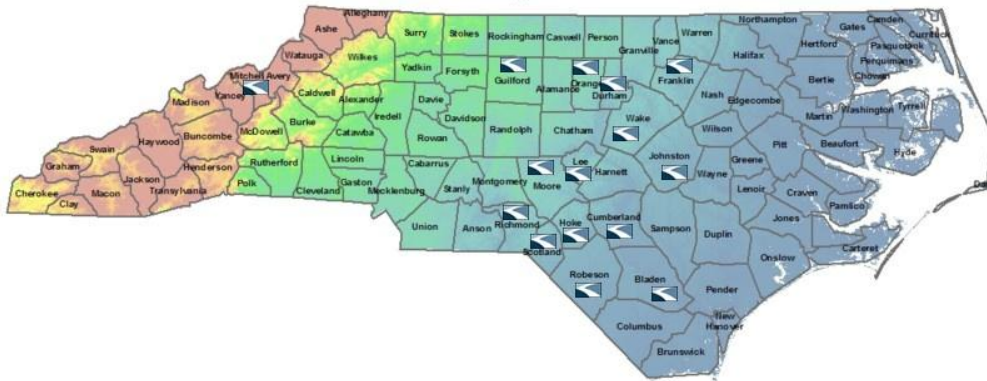 Alleghany
Ashe
Surry
Stokes
Rockingham
Caswell
Person
Granville
Vance
Warren
Northampton
Gates
Camden
Currituck
Pasquotank
Perquimans
Chowan
Hertford
Halifax
Bertie
Watauga
Wilkes
Yadkin
Forsyth
Guilford
Alamance
Orange
Durham
Franklin
Nash
Edgecombe
Martin
Washington
Tyrrell
Mitchell
Avery
Yancey
Caldwell
Alexander
Iredell
Davie
Davidson
Randolph
Chatham
Wake
Wilson
Pitt
Beaufort
Hyde
Madison
McDowell
Burke
Catawba
Rowan
Buncombe
Haywood
Swain
Graham
Jackson
Henderson
Rutherford
Lincoln
Cabarrus
Montgomery
Moore
Lee
Harnett
Johnston
Wayne
Greene
Lenoir
Craven
Pamlico
Cherokee
Clay
Macon
Transylvania
Polk
Cleveland
Gaston
Mecklenburg
Stanly
Union
Anson
Richmond
Scotland
Hoke
Cumberland
Sampson
Duplin
Jones
Carteret
Onslow
Robeson
Bladen
Pender
Columbus
New
Hanover
Brunswick